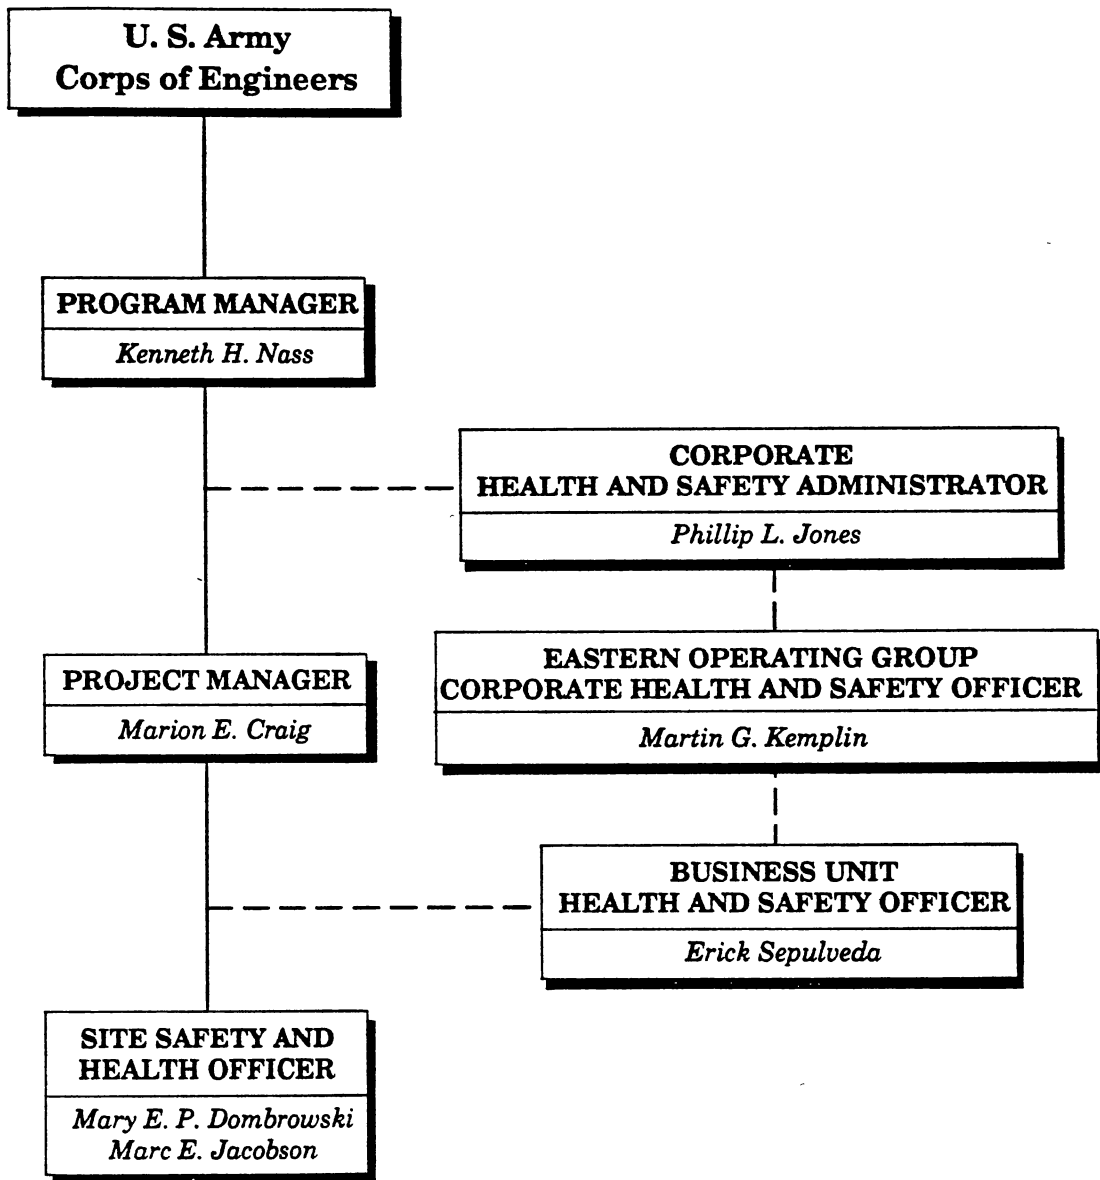 U. S. Army
Corps of Engineers
PROGRAM MANAGER
Kenneth H. Nass
CORPORATE
HEALTH AND SAFETY ADMINISTRATOR
Phillip L. Jones
EASTERN OPERATING GROUP
CORPORATE HEALTH AND SAFETY OFFICER
Martin G. Kemplin
PROJECT MANAGER
Marion E. Craig
BUSINESS UNIT
HEALTH AND SAFETY OFFICER
Erick Sepulveda
SITE SAFETY AND
HEALTH OFFICER
Mary E. P. Dombrowski
Marc E. Jacobson